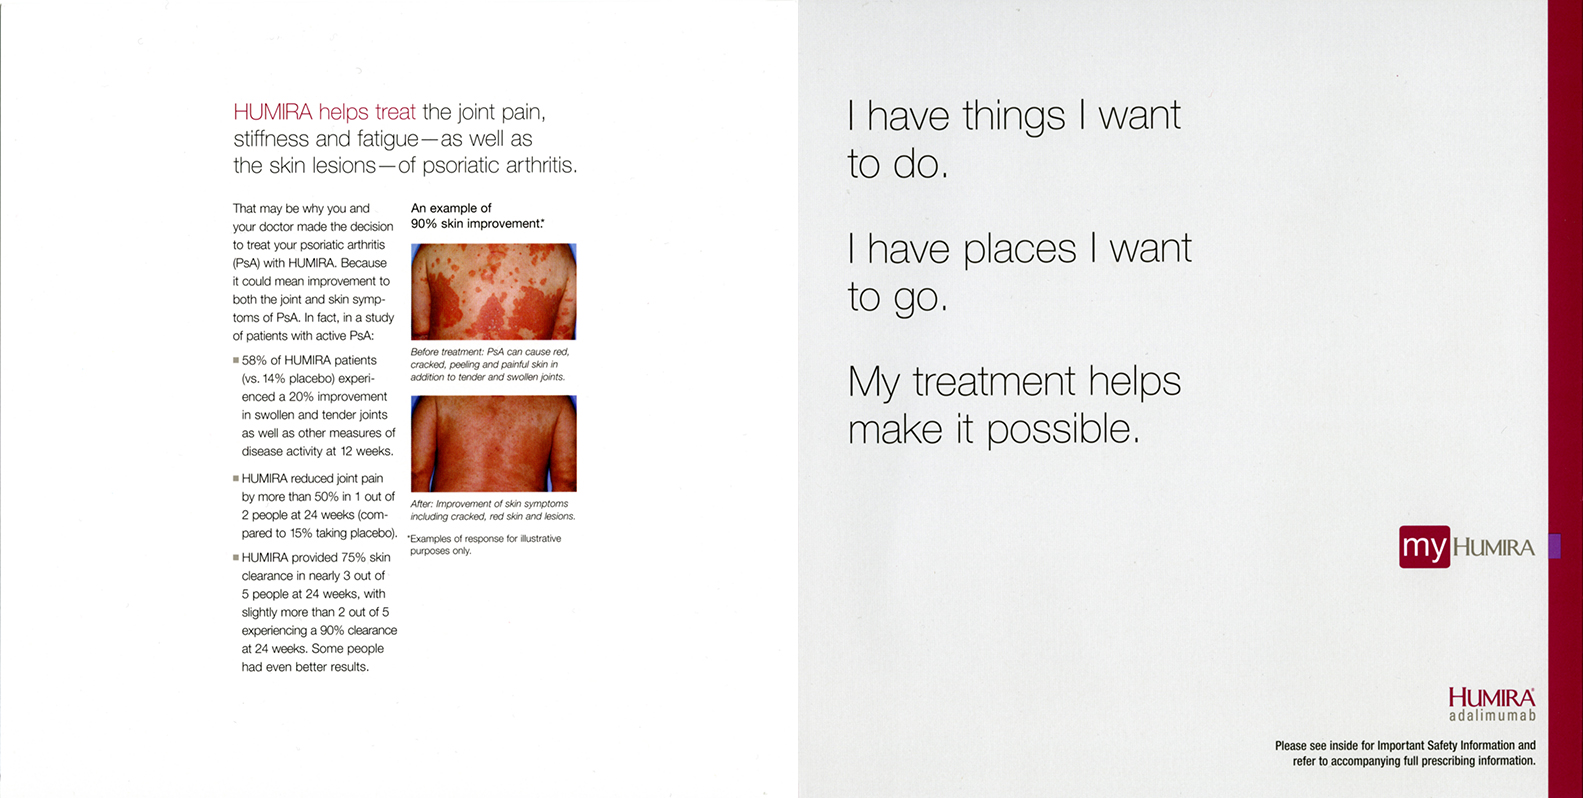 HUMIRA helps treat the joint pain,
stiffness and fatigue—as well as
the skin lesions—of psoriatic arthritis.
That may be why you and
your doctor made the decision
to treat your psoriatic arthritis
(PsA) with HUMIRA. Because
it could mean improvement to
both the joint and skin symp-
toms of PsA. In fact, in a study
of patients with active PsA:
■ 58% of HUMIRA patients
(vs. 14% placebo) experi-
enced a 20% improvement
in swollen and tender joints
as well as other measures of
disease activity at 12 weeks.
■ HUMIRA reduced joint pain
by more than 50% in 1 out of
2 people at 24 weeks (com-
pared to 15% taking placebo).
■ HUMIRA provided 75% skin
clearance in nearly 3 out of
5 people at 24 weeks, with
slightly more than 2 out of 5
experiencing a 90% clearance
at 24 weeks. Some people
had even better results.
An example of
90% skin improvement.*
Before treatment: PsA can cause red,
cracked, peeling and painful skin in
addition to tender and swollen joints.
After: Improvement of skin symptoms
including cracked, red skin and lesions.
*Examples of response for illustrative
purposes only.
I have things I want
to do.
I have places I want
to go.
My treatment helps
make it possible.
my HUMIRA
HUMIRA®
adalimumab
Please see inside for Important Safety Information and
refer to accompanying full prescribing information.